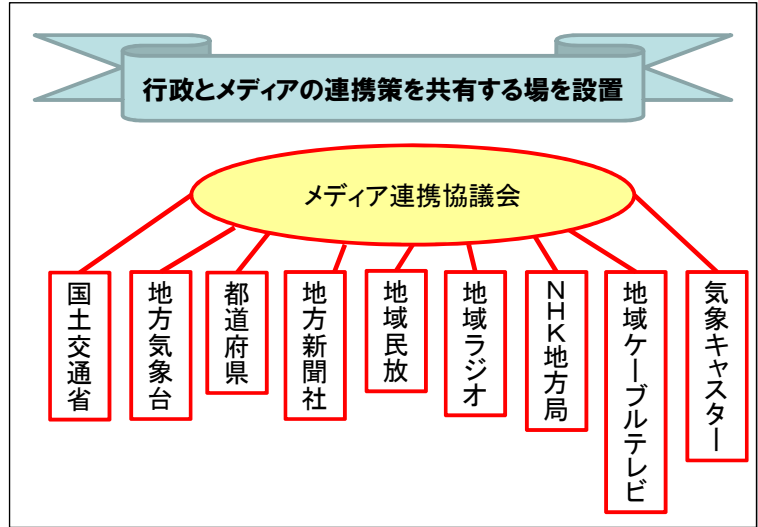 行政とメディアの連携策を共有する場を設置
メディア連携協議会
国土交通省
地方気象台
都道府県
地方新聞社
地域民放
地域ラジオ
NHK地方局
地域ケーブルテレビ
気象キャスター